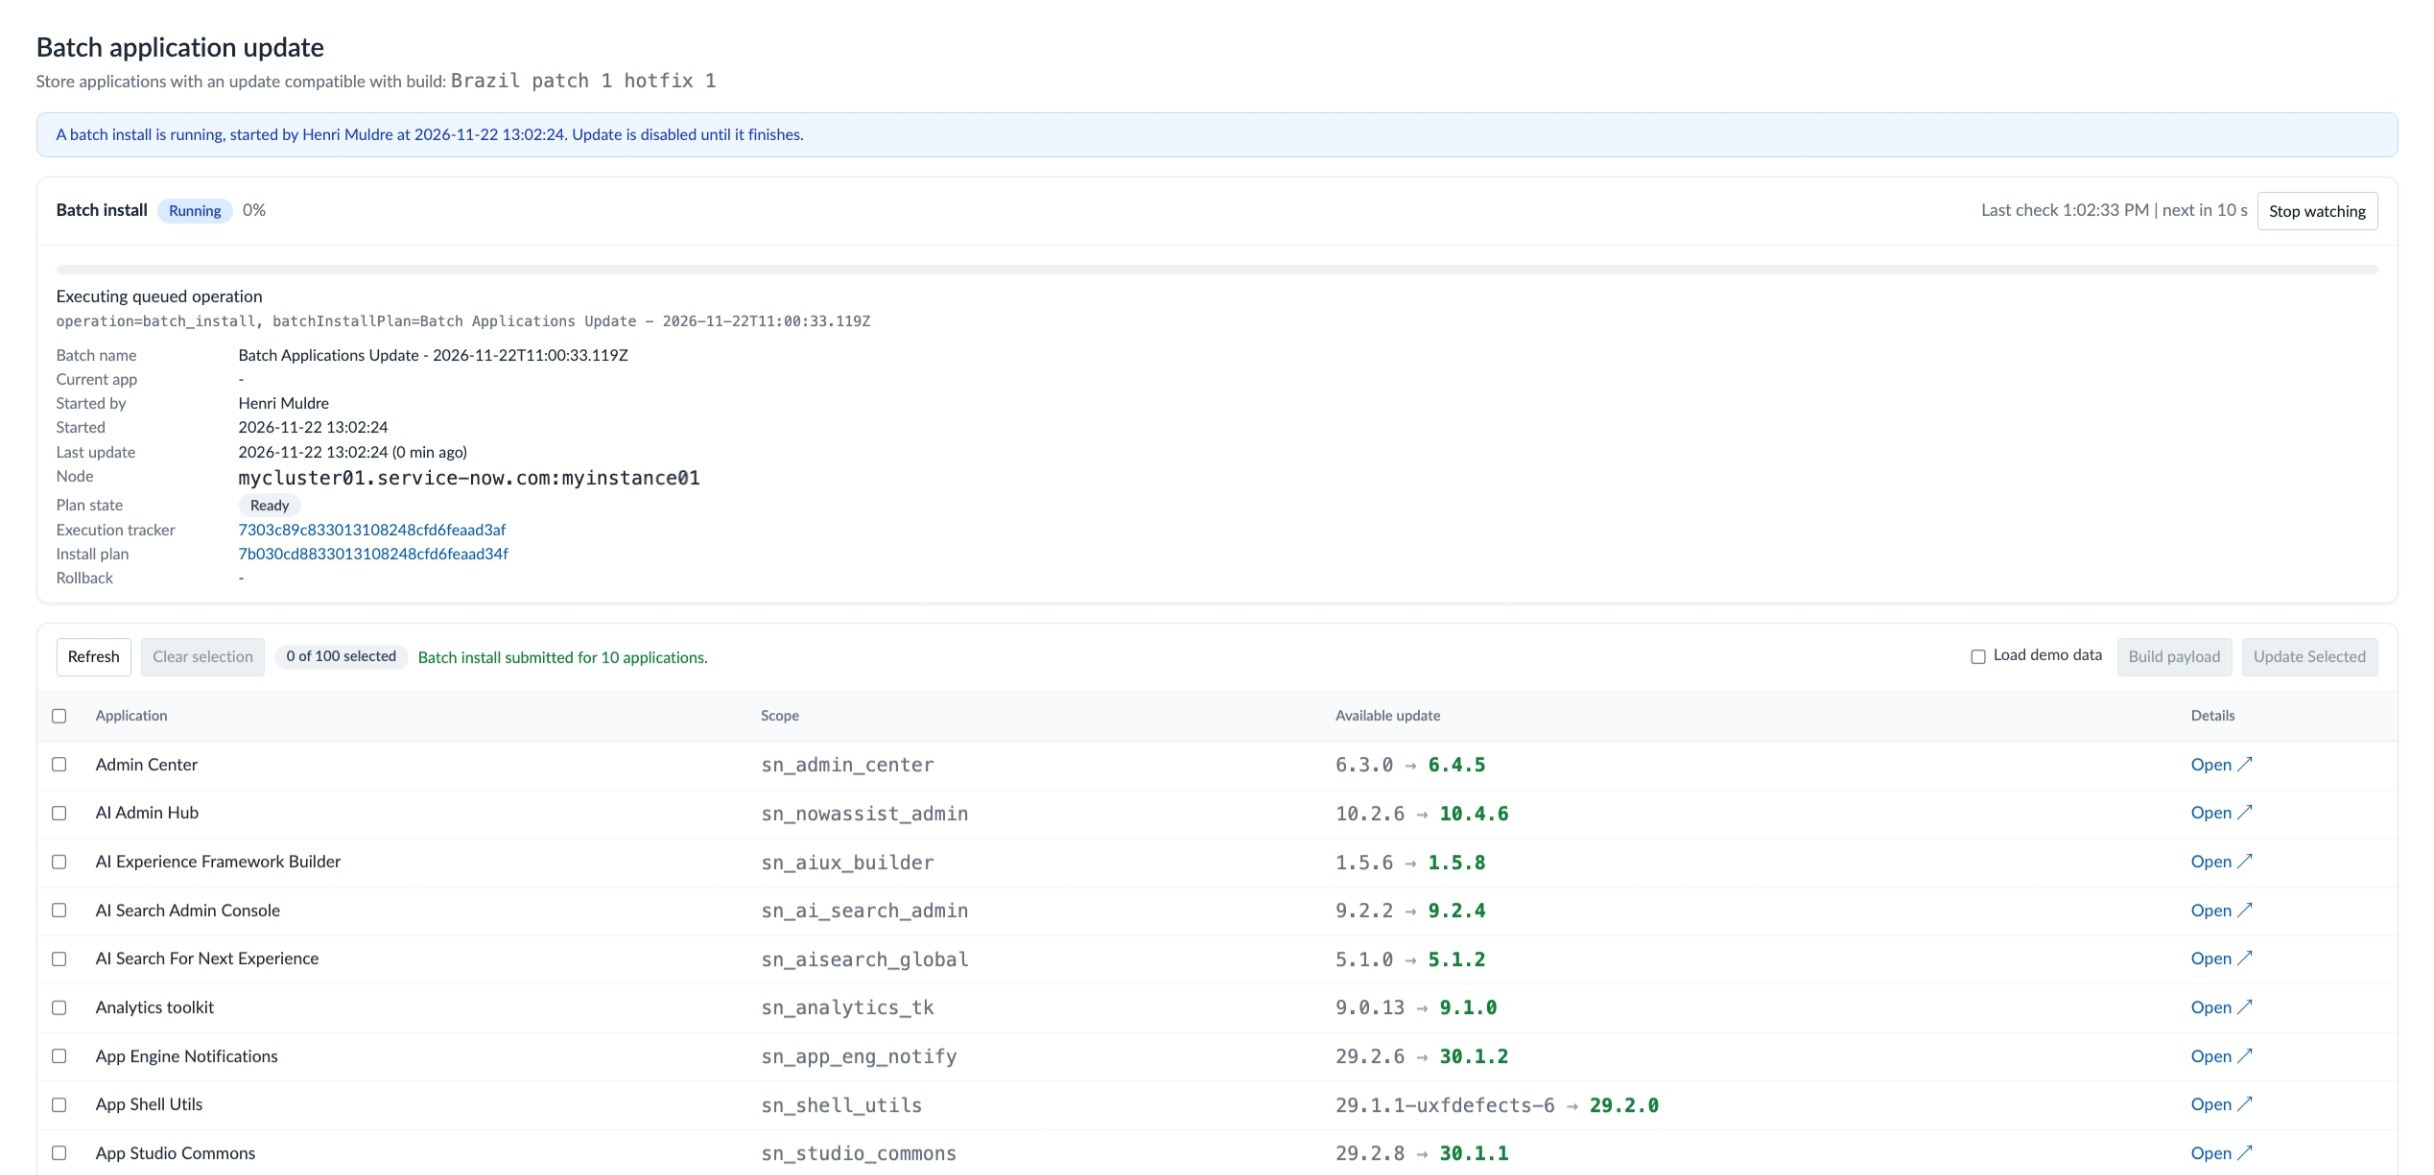 Batch application update
Store applications with an update compatible with build: Brazil patch 1 hotfix 1
A batch install is running, started by Henri Muldre at 2026-11-22 13:02:24. Update is disabled until it finishes.
Batch install Running 0% Last check 1:02:33 PM | next in 10 s Stop watching
Executing queued operation
operation=batch_install, batchInstallPlan=Batch Applications Update – 2026-11-22T11:00:33.119Z
Batch name Batch Applications Update - 2026-11-22T11:00:33.119Z
Current app -
Started by Henri Muldre
Started 2026-11-22 13:02:24
Last update 2026-11-22 13:02:24 (0 min ago)
Node mycluster01.service-now.com:myinstance01
Plan state Ready
Execution tracker 7303c89c833013108248cfd6feaad3af
Install plan 7b030cd8833013108248cfd6feaad34f
Rollback -
Refresh Clear selection 0 of 100 selected Batch install submitted for 10 applications. Load demo data Build payload Update Selected
Application Scope Available update Details
Admin Center sn_admin_center 6.3.0 → 6.4.5 Open ↗
AI Admin Hub sn_nowassist_admin 10.2.6 → 10.4.6 Open ↗
AI Experience Framework Builder sn_aiux_builder 1.5.6 → 1.5.8 Open ↗
AI Search Admin Console sn_ai_search_admin 9.2.2 → 9.2.4 Open ↗
AI Search For Next Experience sn_aisearch_global 5.1.0 → 5.1.2 Open ↗
Analytics toolkit sn_analytics_tk 9.0.13 → 9.1.0 Open ↗
App Engine Notifications sn_app_eng_notify 29.2.6 → 30.1.2 Open ↗
App Shell Utils sn_shell_utils 29.1.1-uxfdefects-6 → 29.2.0 Open ↗
App Studio Commons sn_studio_commons 29.2.8 → 30.1.1 Open ↗